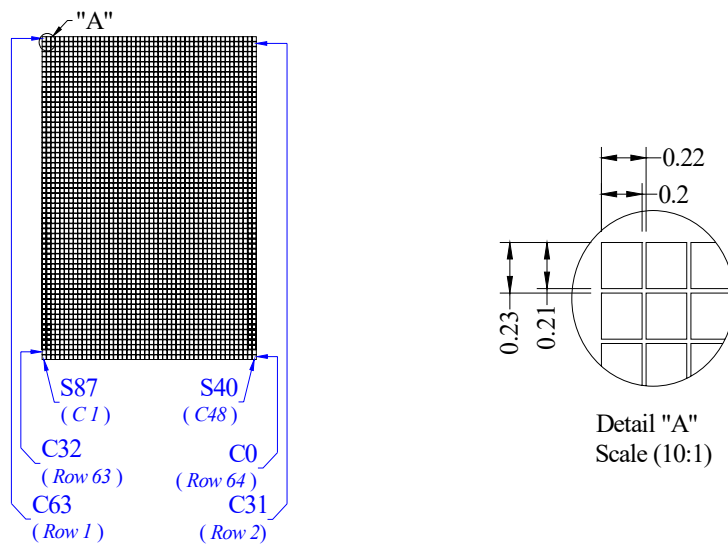 "A"
0.22
0.2
0.23
0.21
S87
( C 1 )
S40
( C48 )
C32
( Row 63 )
C0
( Row 64 )
C63
( Row 1 )
C31
( Row 2 )
Detail "A"
Scale (10:1)